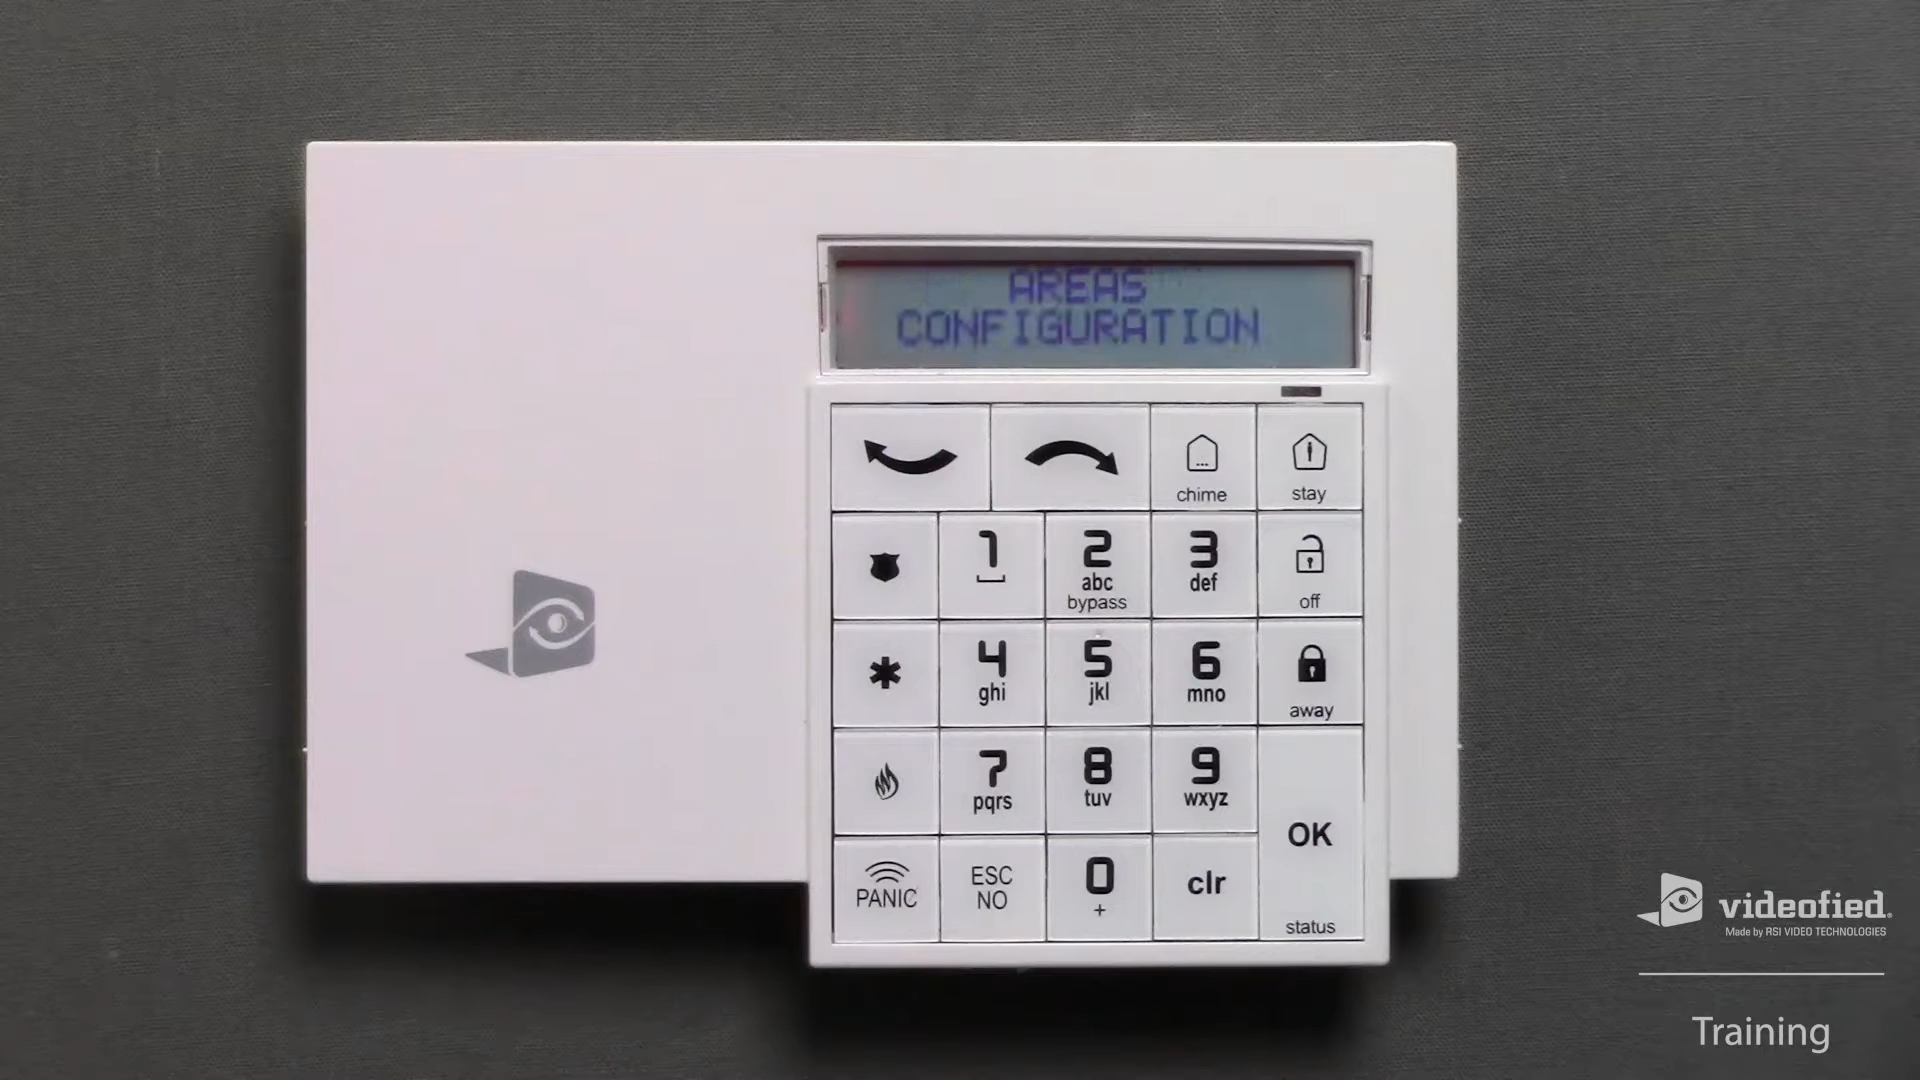 AREAS
CONFIGURATION
chime
stay
1
2
abc
bypass
3
def
off
*
4
ghi
5
jkl
6
mno
away
7
pqrs
8
tuv
9
wxyz
OK
status
PANIC
ESC
NO
0
+
clr
videofied®
Made by RSI VIDEO TECHNOLOGIES
Training